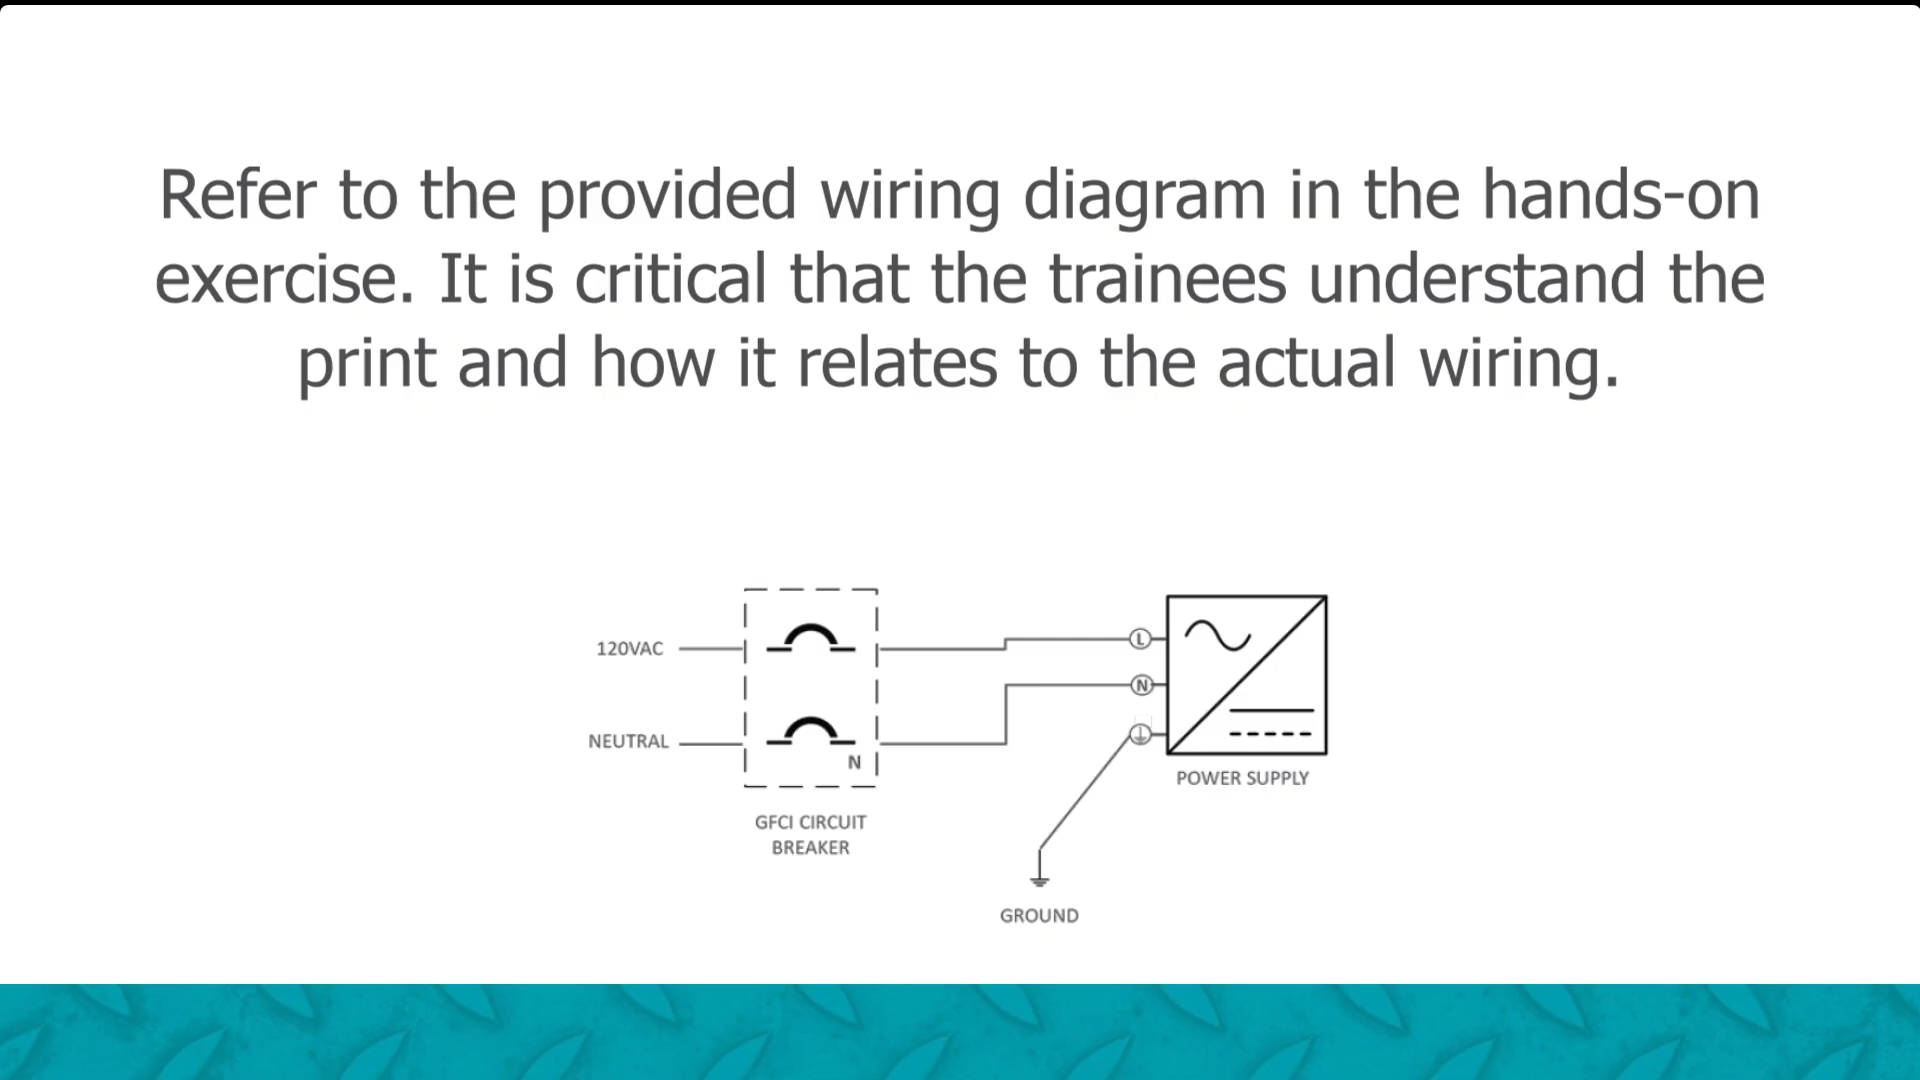 Refer to the provided wiring diagram in the hands-on
exercise. It is critical that the trainees understand the
print and how it relates to the actual wiring.
120VAC
L
N
NEUTRAL
N
POWER SUPPLY
GFCI CIRCUIT
BREAKER
GROUND